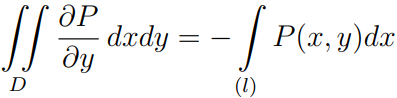 ∬_D ∂P/∂y dxdy = − ∫_(l) P(x, y)dx